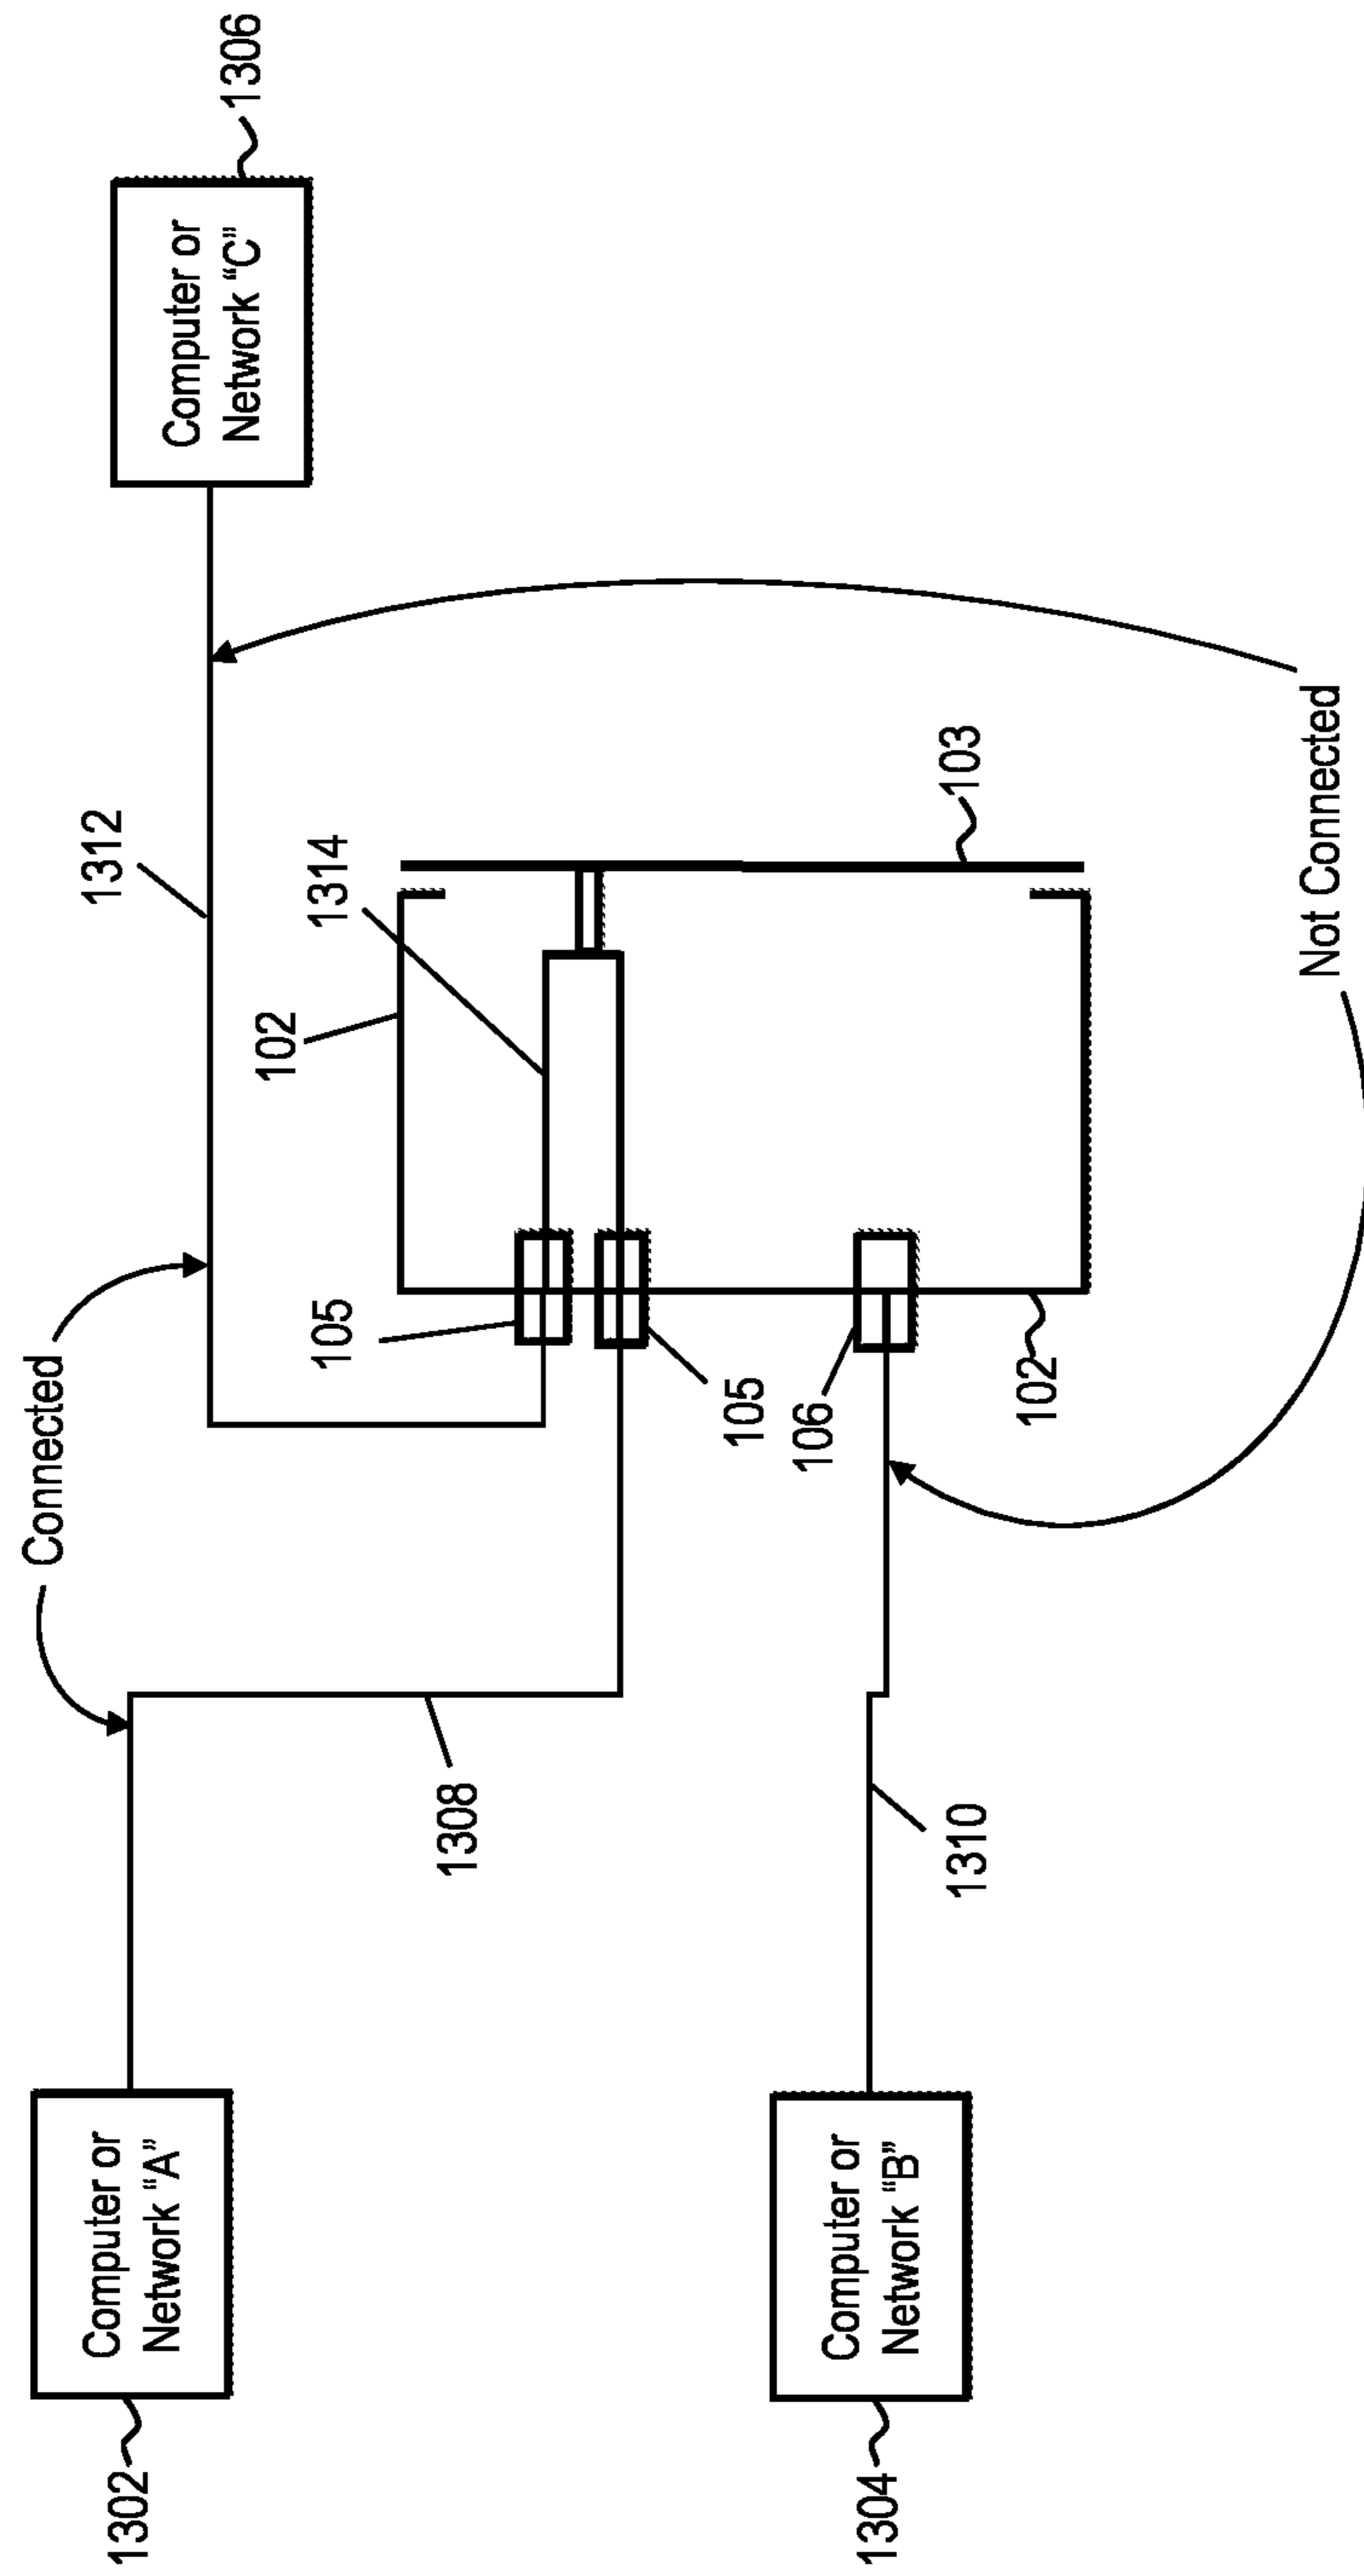 Connected
1312
Computer or
Network "C"
1306
1302
Computer or
Network "A"
1308
105
102
1314
105
106
102
103
1304
Computer or
Network "B"
1310
Not Connected